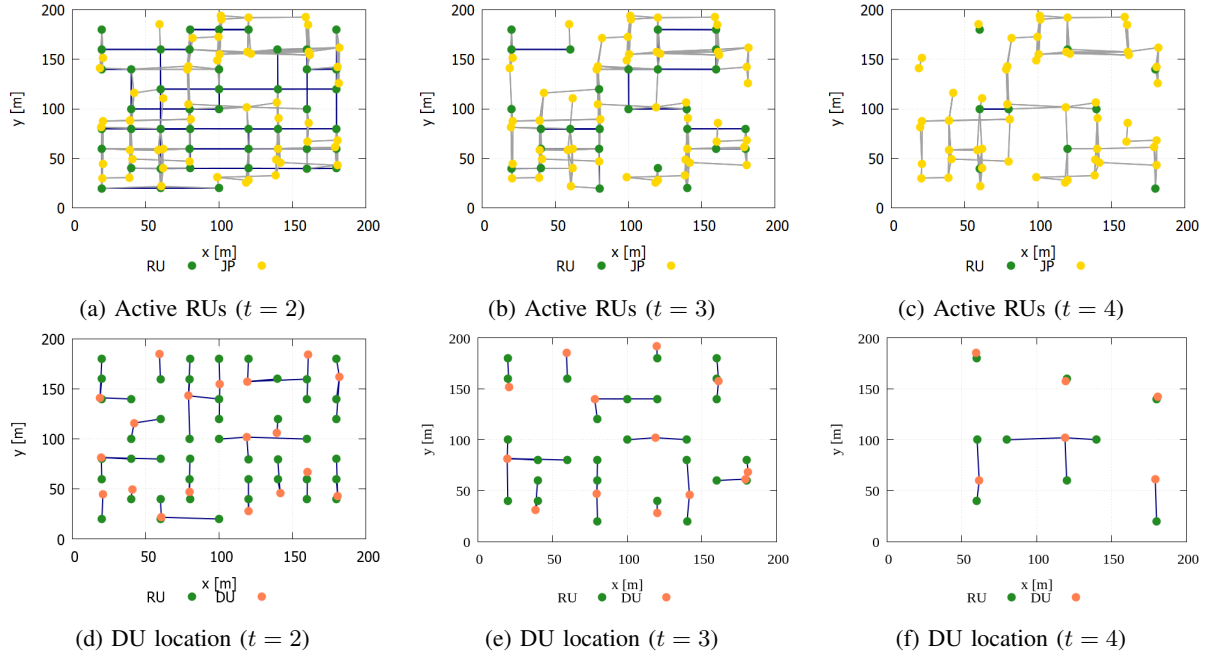 200
150
100
50
0
y [m]
0
50
100
150
200
x [m]
RU
JP
(a) Active RUs (t = 2)
200
150
100
50
0
y [m]
0
50
100
150
200
x [m]
RU
JP
(b) Active RUs (t = 3)
200
150
100
50
0
y [m]
0
50
100
150
200
x [m]
RU
JP
(c) Active RUs (t = 4)
200
150
100
50
0
y [m]
0
50
100
150
200
x [m]
RU
DU
(d) DU location (t = 2)
200
150
100
50
0
y [m]
0
50
100
150
200
x [m]
RU
DU
(e) DU location (t = 3)
200
150
100
50
0
y [m]
0
50
100
150
200
x [m]
RU
DU
(f) DU location (t = 4)